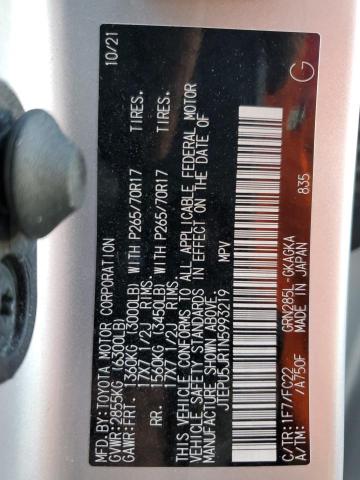 MFD.BY:TOYOTA MOTOR CORPORATION 10/21
GVWR:2855KG (6300LB)
GAWR:FRT. 1360KG (3000LB) WITH P265/70R17 TIRES.
17X7 1/2J RIMS.
RR. 1560KG (3450LB) WITH P265/70R17 TIRES.
17X7 1/2J RIMS.
THIS VEHICLE CONFORMS TO ALL APPLICABLE FEDERAL MOTOR
VEHICLE SAFETY STANDARDS IN EFFECT ON THE DATE OF
MANUFACTURE SHOWN ABOVE.
JTEPU5JR1N5993219 MPV
G
835
C/TR:1F7/FC22 GRN285L-GKAGKA
A/TM: /A750F MADE IN JAPAN